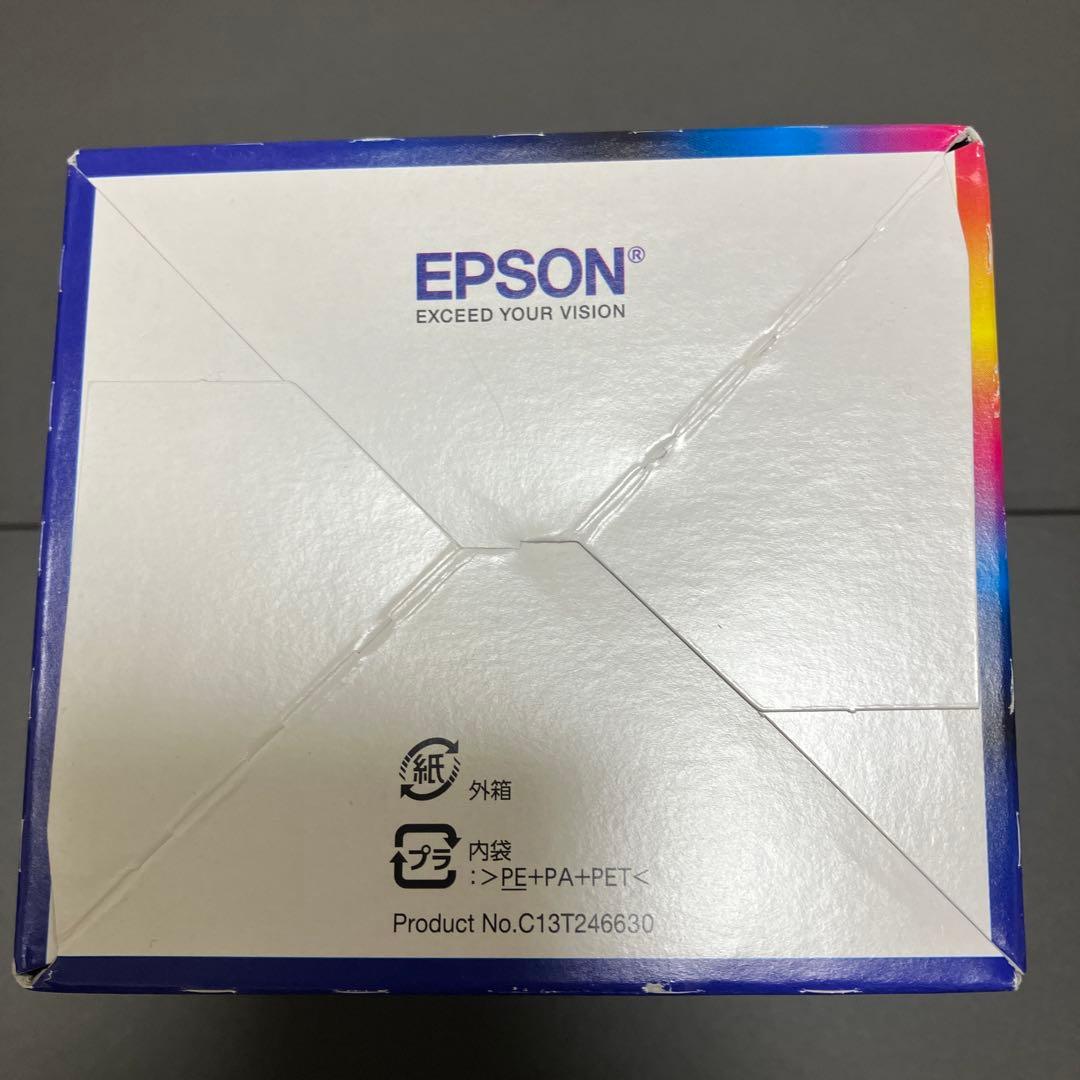 EPSON®
EXCEED YOUR VISION
紙 外箱
プラ 内袋
:>PE+PA+PET<
Product No.C13T246630